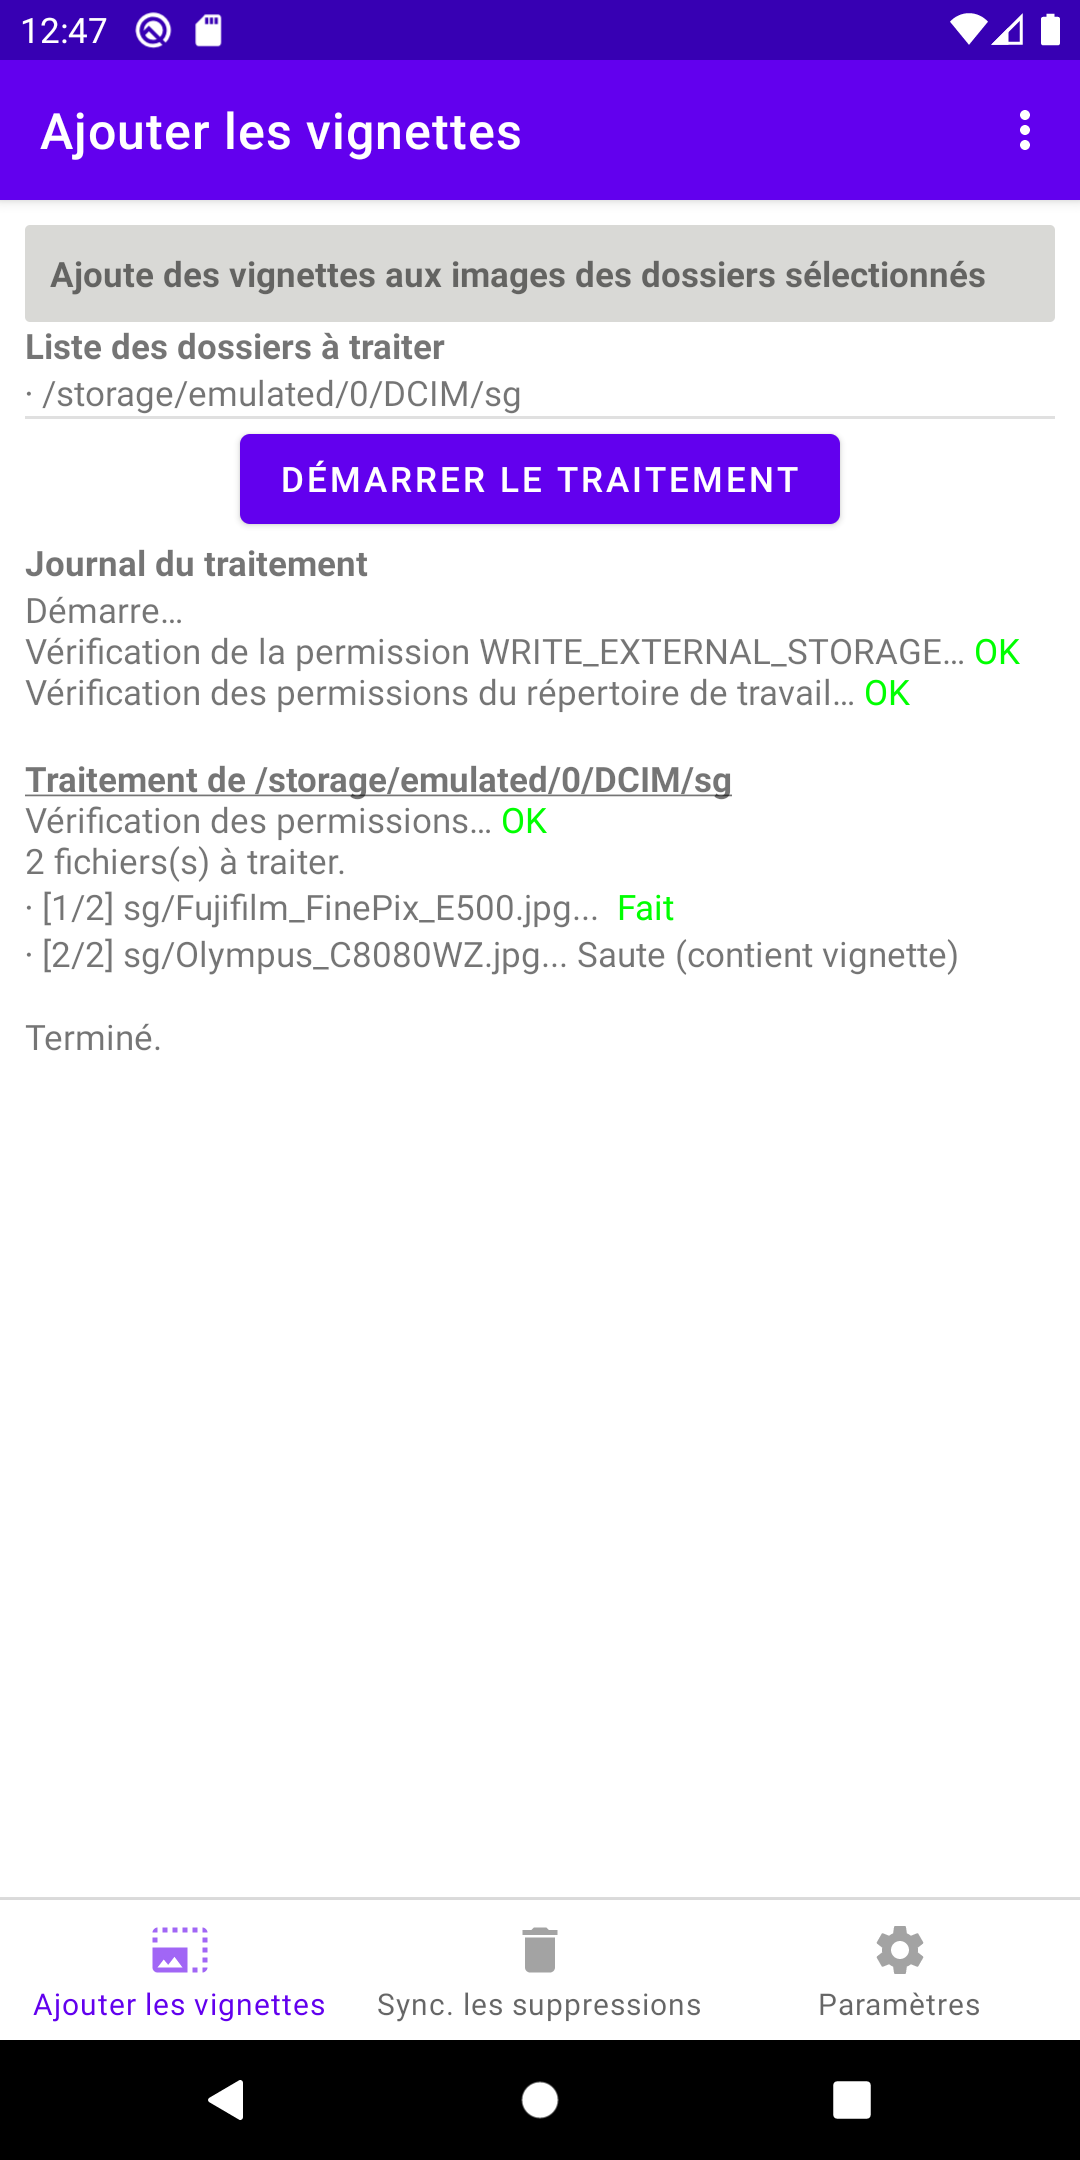 12:47
Ajouter les vignettes
Ajoute des vignettes aux images des dossiers sélectionnés
Liste des dossiers à traiter
· /storage/emulated/0/DCIM/sg
DÉMARRER LE TRAITEMENT
Journal du traitement
Démarre…
Vérification de la permission WRITE_EXTERNAL_STORAGE… OK
Vérification des permissions du répertoire de travail… OK
Traitement de /storage/emulated/0/DCIM/sg
Vérification des permissions… OK
2 fichiers(s) à traiter.
· [1/2] sg/Fujifilm_FinePix_E500.jpg... Fait
· [2/2] sg/Olympus_C8080WZ.jpg... Saute (contient vignette)
Terminé.
Ajouter les vignettes
Sync. les suppressions
Paramètres